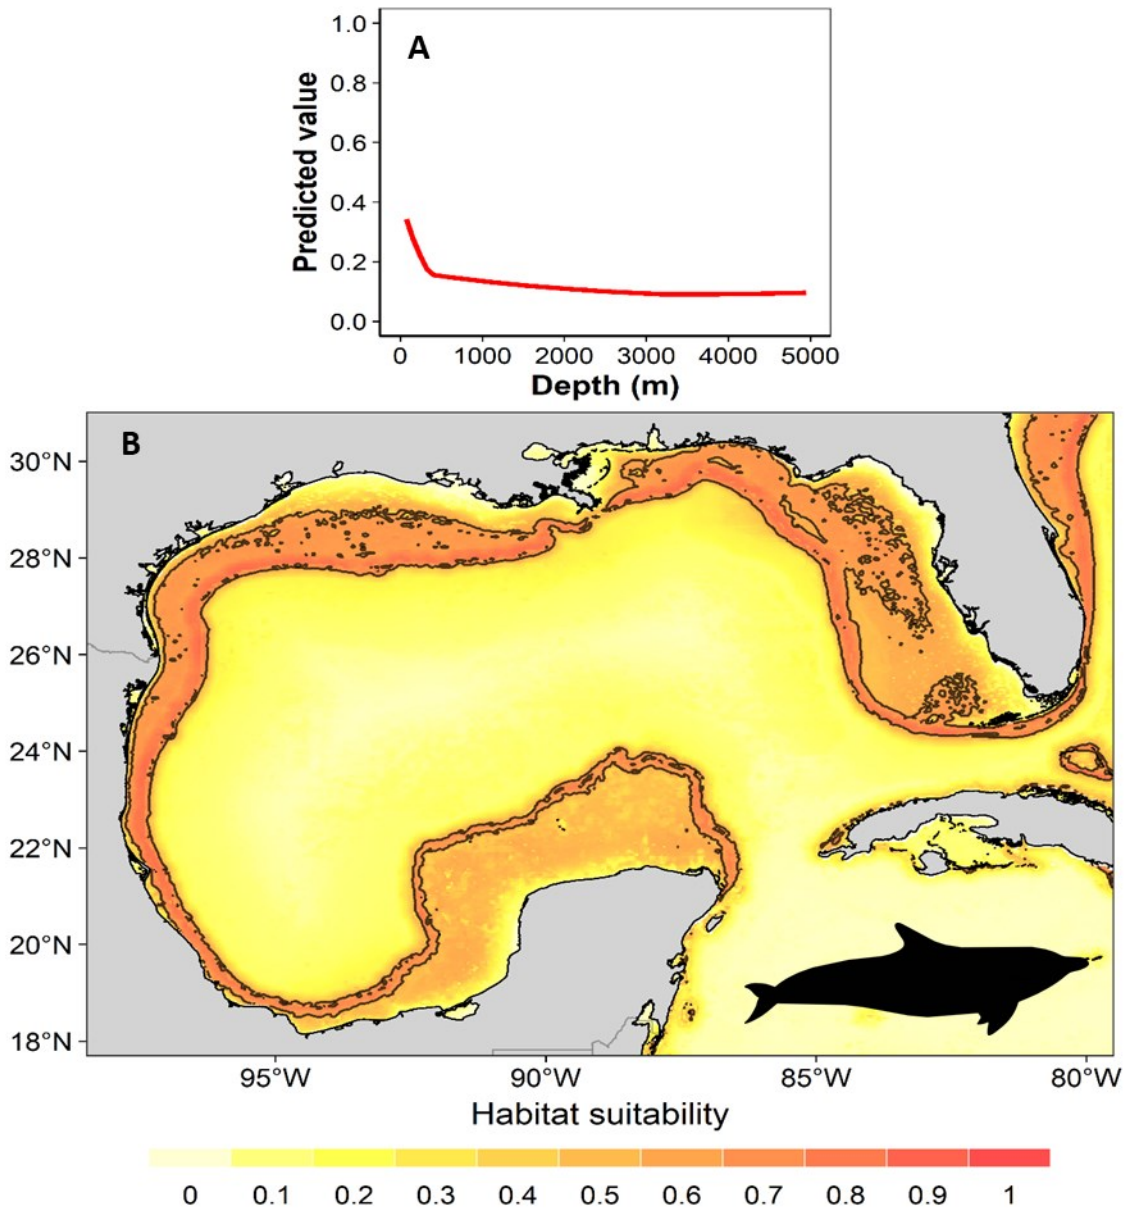 A
Predicted value
1.0
0.8
0.6
0.4
0.2
0.0
0 1000 2000 3000 4000 5000
Depth (m)
B
30°N
28°N
26°N
24°N
22°N
20°N
18°N
95°W 90°W 85°W 80°W
Habitat suitability
0 0.1 0.2 0.3 0.4 0.5 0.6 0.7 0.8 0.9 1